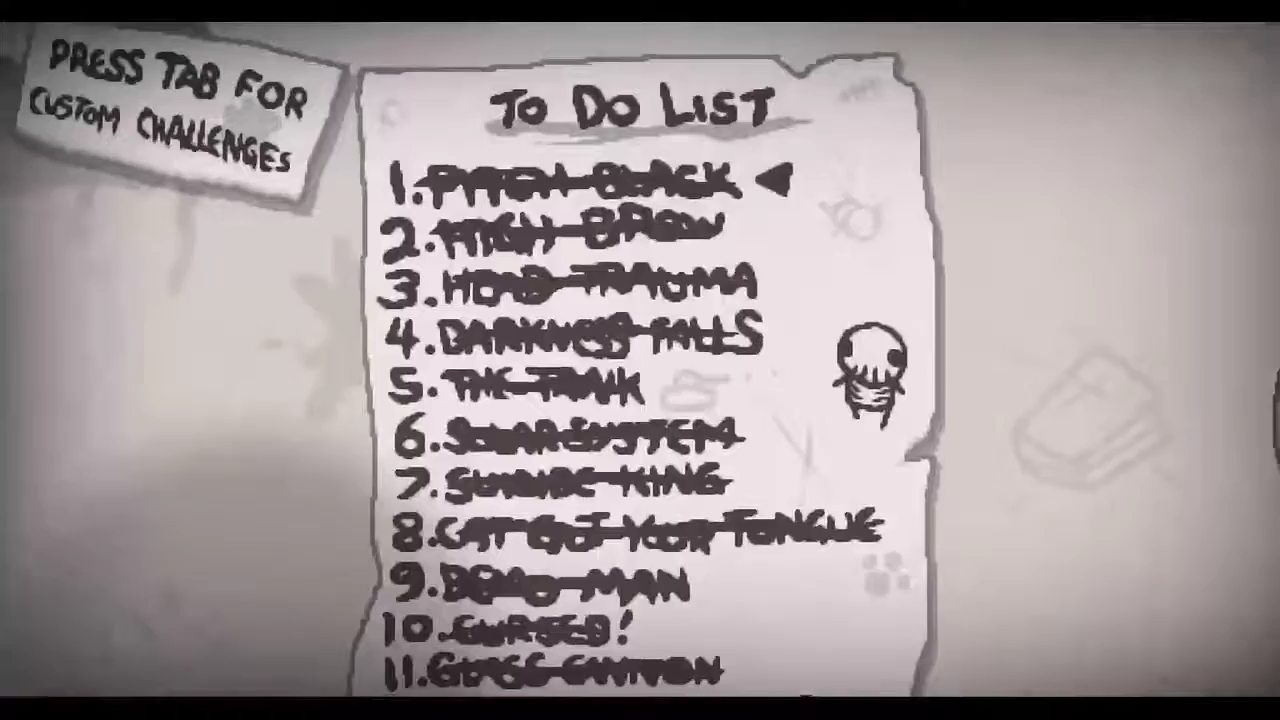 PRESS TAB FOR
CUSTOM CHALLENGES
TO DO LIST
1. PITCH BLACK
2. HIGH BROW
3. HEAD TRAUMA
4. DARKNESS FALLS
5. THE TANK
6. SOLAR SYSTEM
7. SUICIDE KING
8. CAT GOT YOUR TONGUE
9. DEMO MAN
10. CURSED!
11. GLASS CANNON